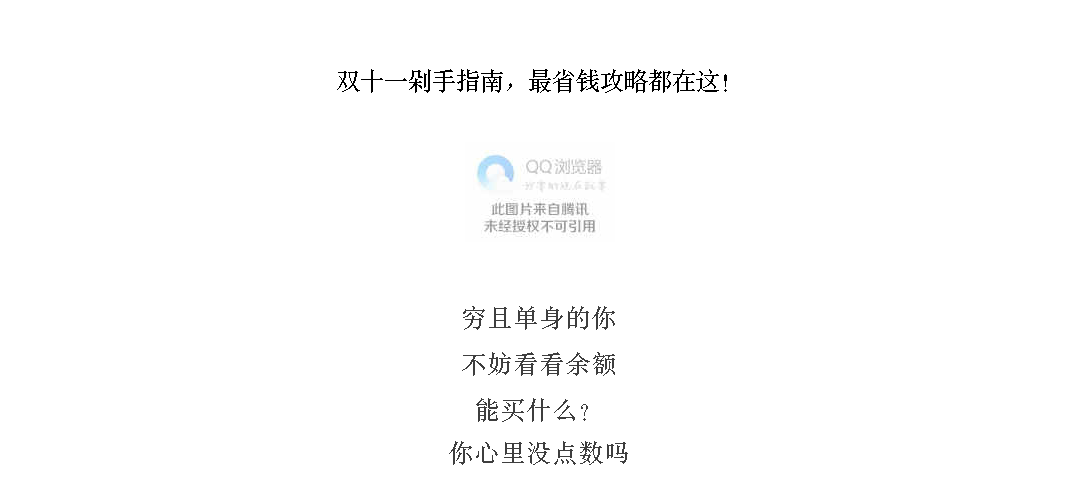 双十一剁手指南，最省钱攻略都在这！
QQ浏览器
此图片来自腾讯
未经授权不可引用
穷且单身的你
不妨看看余额
能买什么？
你心里没点数吗